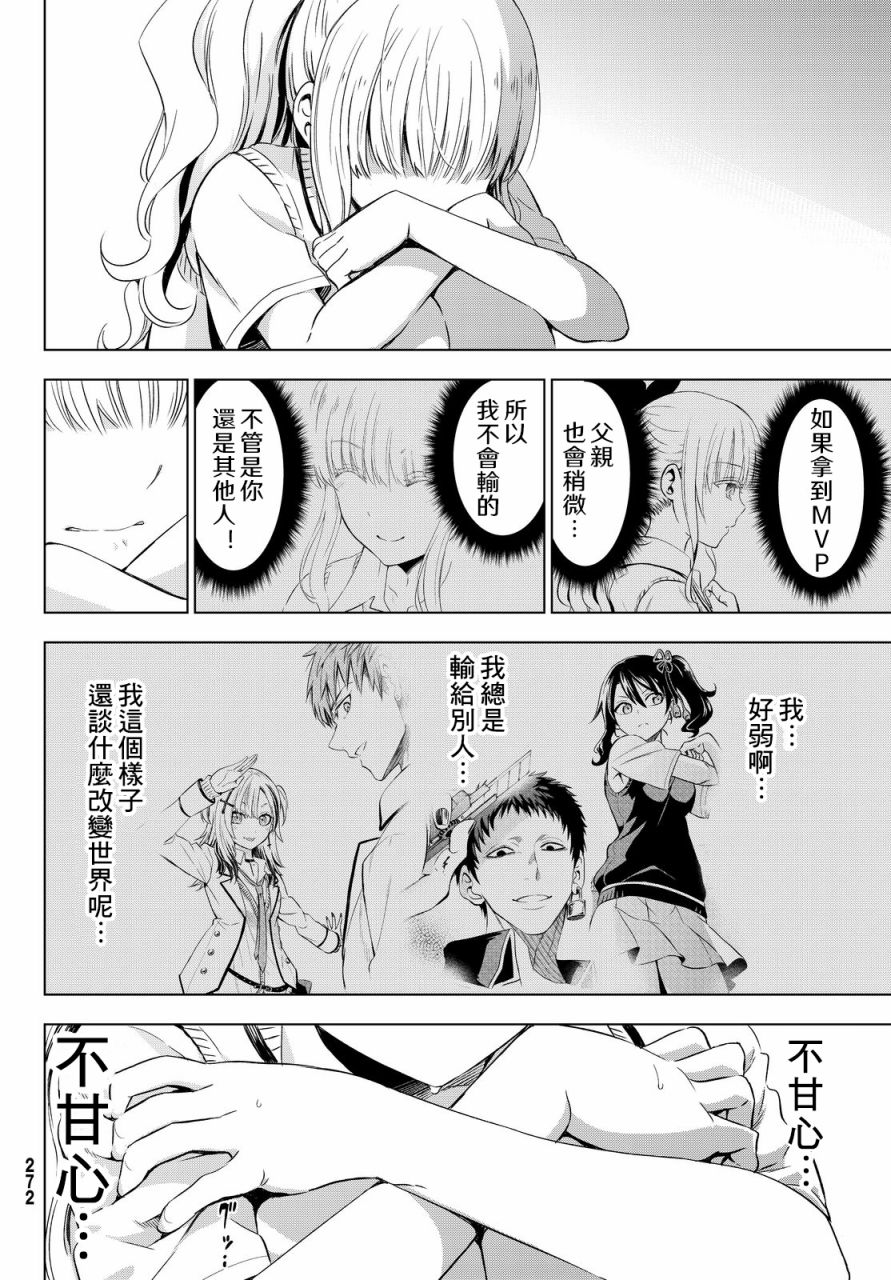 如果拿到MVP
父親
也會稍微…
所以
我不會輸的
不管是你
還是其他人！
我…
好弱啊…
我總是
輸給別人…
我這個樣子
還談什麼改變世界呢…
不甘心…
不甘心…
グッ…
272